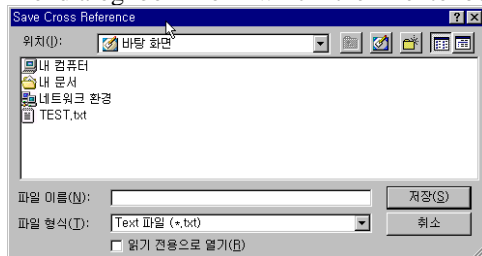 Save Cross Reference
위치(I):
바탕 화면
내 컴퓨터
내 문서
네트워크 환경
TEST.txt
파일 이름(N):
저장(S)
파일 형식(T):
Text 파일 (*.txt)
취소
읽기 전용으로 열기(R)